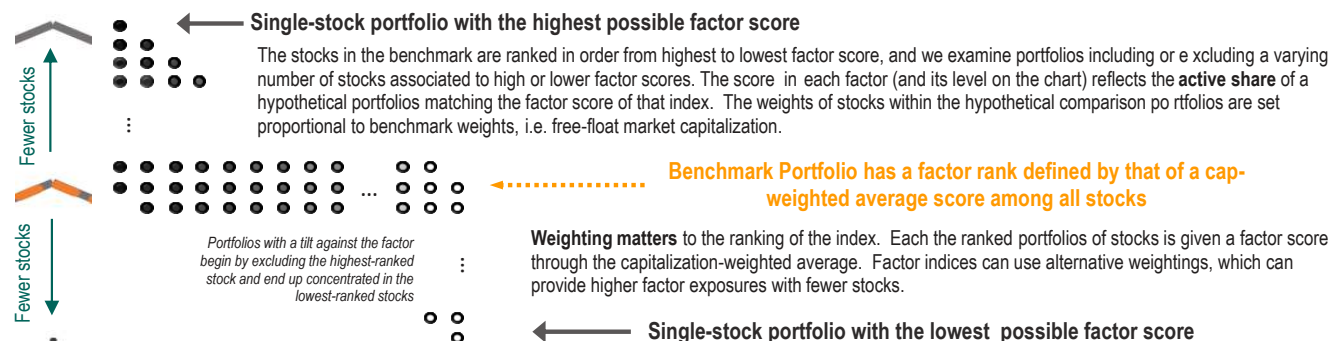 Single-stock portfolio with the highest possible factor score
The stocks in the benchmark are ranked in order from highest to lowest factor score, and we examine portfolios including or e xcluding a varying
number of stocks associated to high or lower factor scores. The score in each factor (and its level on the chart) reflects the active share of a
hypothetical portfolios matching the factor score of that index. The weights of stocks within the hypothetical comparison po rtfolios are set
proportional to benchmark weights, i.e. free-float market capitalization.
Fewer stocks
...
...
Benchmark Portfolio has a factor rank defined by that of a cap-
weighted average score among all stocks
Fewer stocks
Portfolios with a tilt against the factor
begin by excluding the highest-ranked
stock and end up concentrated in the
lowest-ranked stocks
...
Weighting matters to the ranking of the index. Each the ranked portfolios of stocks is given a factor score
through the capitalization-weighted average. Factor indices can use alternative weightings, which can
provide higher factor exposures with fewer stocks.
Single-stock portfolio with the lowest possible factor score